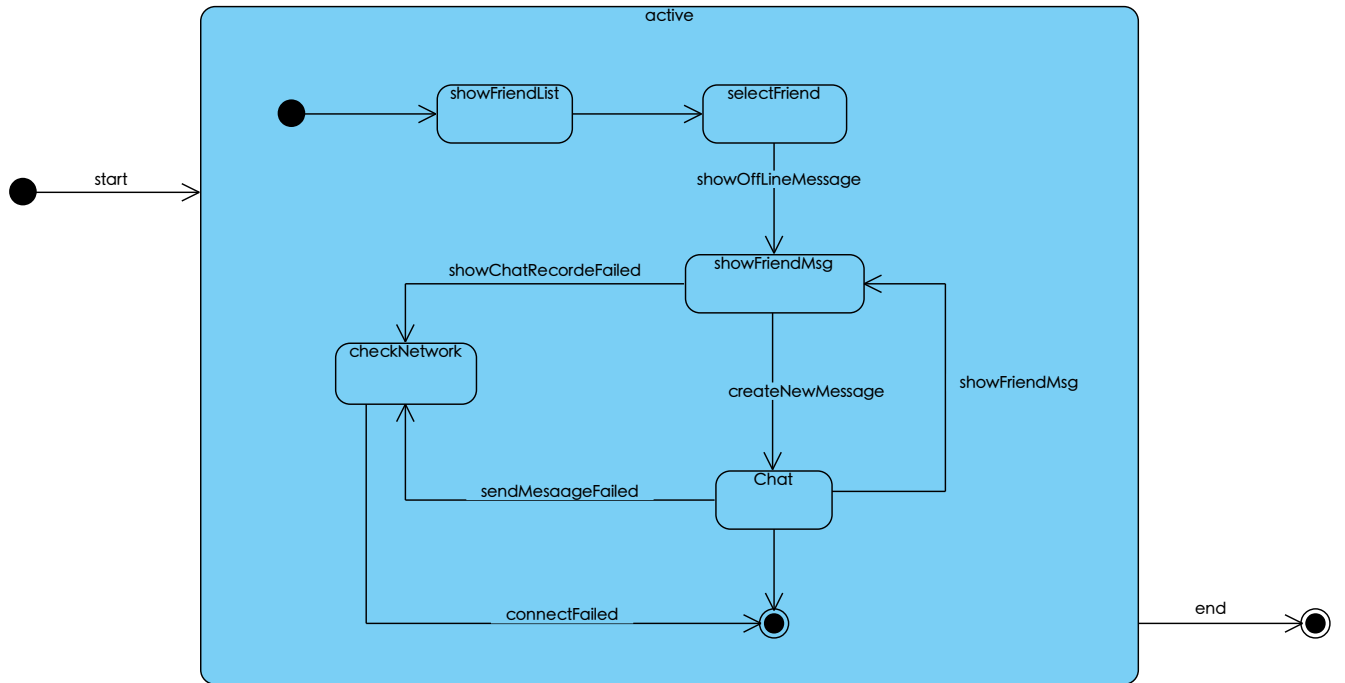 active
showFriendList
selectFriend
start
showOffLineMessage
showFriendMsg
showChatRecordeFailed
checkNetwork
showFriendMsg
createNewMessage
Chat
sendMesaageFailed
end
connectFailed